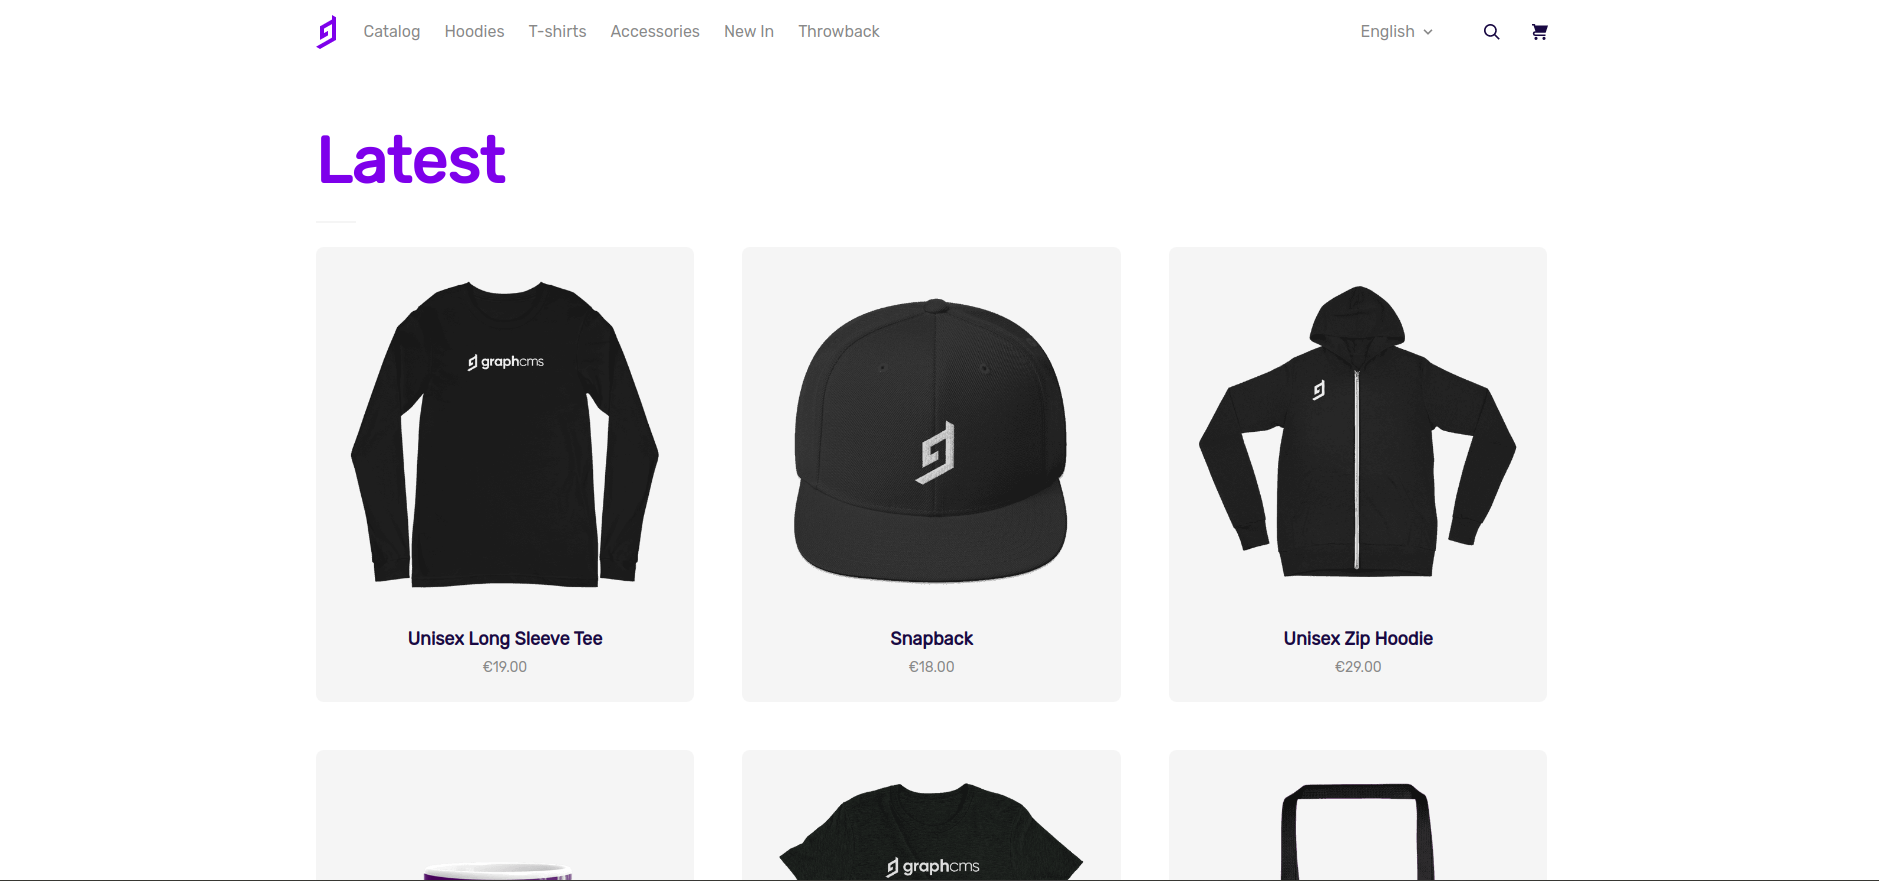 Catalog Hoodies T-shirts Accessories New In Throwback English
Latest
graphcms
Unisex Long Sleeve Tee
€19.00
Snapback
€18.00
Unisex Zip Hoodie
€29.00
graphcms